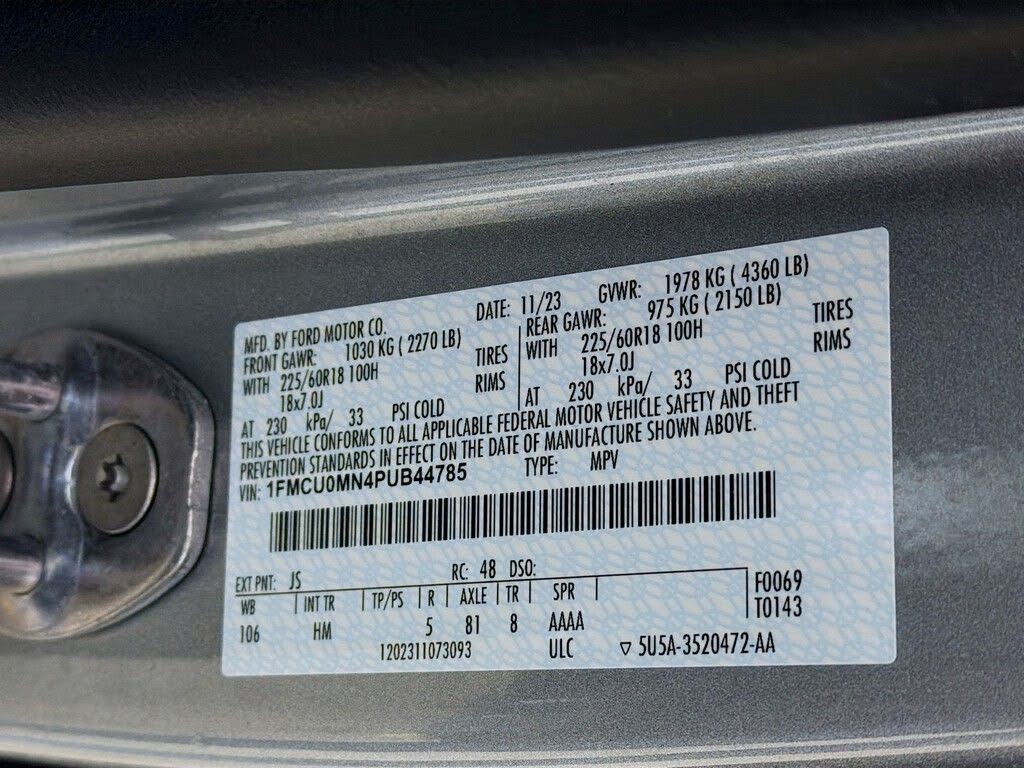 MFD. BY FORD MOTOR CO. DATE: 11/23 GVWR: 1978 KG ( 4360 LB)
FRONT GAWR: 1030 KG ( 2270 LB) REAR GAWR: 975 KG ( 2150 LB)
WITH 225/60R18 100H TIRES WITH 225/60R18 100H TIRES
18x7.0J RIMS 18x7.0J RIMS
AT 230 kPa/ 33 PSI COLD AT 230 kPa/ 33 PSI COLD
THIS VEHICLE CONFORMS TO ALL APPLICABLE FEDERAL MOTOR VEHICLE SAFETY AND THEFT
PREVENTION STANDARDS IN EFFECT ON THE DATE OF MANUFACTURE SHOWN ABOVE.
VIN: 1FMCU0MN4PUB44785 TYPE: MPV
EXT PNT: JS RC: 48 DSO:
WB INT TR TP/PS R AXLE TR SPR F0069
106 HM 5 81 8 AAAA T0143
1202311073093 ULC ▽ 5U5A-3520472-AA